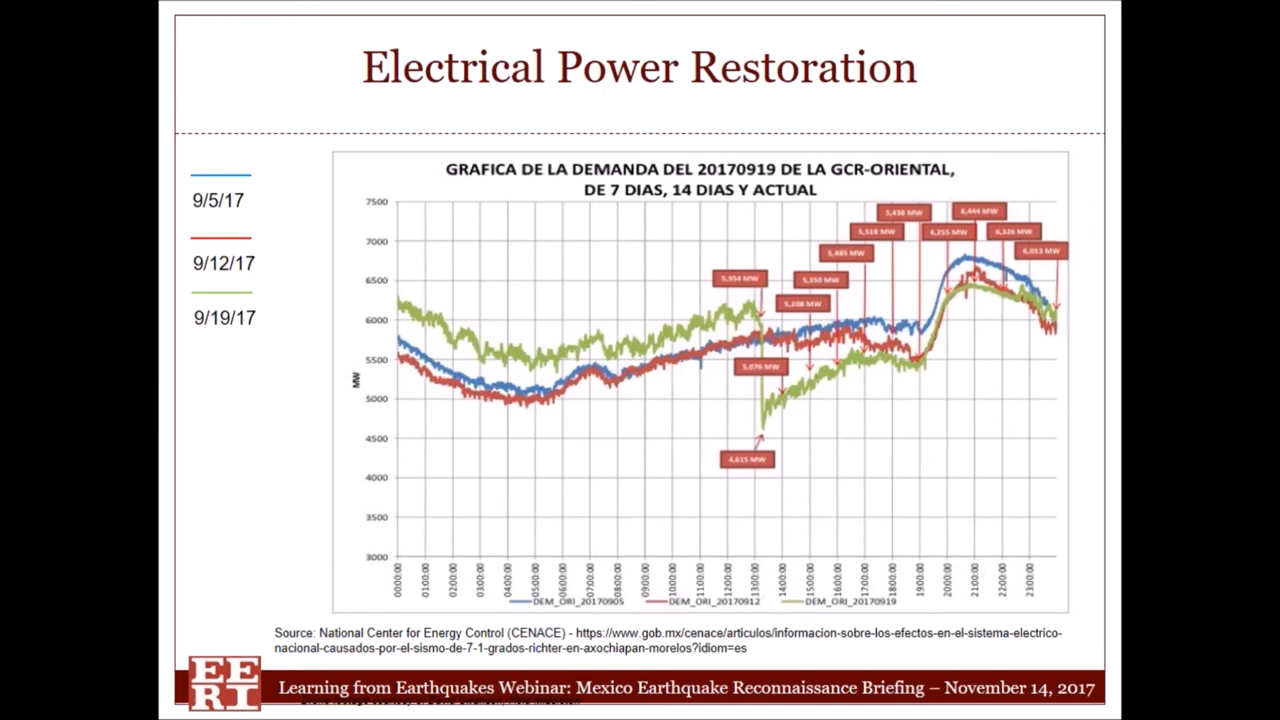 Electrical Power Restoration
9/5/17
9/12/17
9/19/17
GRAFICA DE LA DEMANDA DEL 20170919 DE LA GCR-ORIENTAL,
DE 7 DIAS, 14 DIAS Y ACTUAL
MW
7500
7000
6500
6000
5500
5000
4500
4000
3500
3000
5,954 MW
4,615 MW
5,076 MW
5,208 MW
5,350 MW
5,485 MW
5,318 MW
5,438 MW
6,255 MW
6,444 MW
6,326 MW
6,013 MW
00:00:00
01:00:00
02:00:00
03:00:00
04:00:00
05:00:00
06:00:00
07:00:00
08:00:00
09:00:00
10:00:00
11:00:00
12:00:00
13:00:00
14:00:00
15:00:00
16:00:00
17:00:00
18:00:00
19:00:00
20:00:00
21:00:00
22:00:00
23:00:00
DEM_ORI_20170905 DEM_ORI_20170912 DEM_ORI_20170919
Source: National Center for Energy Control (CENACE) - https://www.gob.mx/cenace/articulos/informacion-sobre-los-efectos-en-el-sistema-electrico-
nacional-causados-por-el-sismo-de-7-1-grados-richter-en-axochiapan-morelos?idiom=es
EE
RI
Learning from Earthquakes Webinar: Mexico Earthquake Reconnaissance Briefing – November 14, 2017